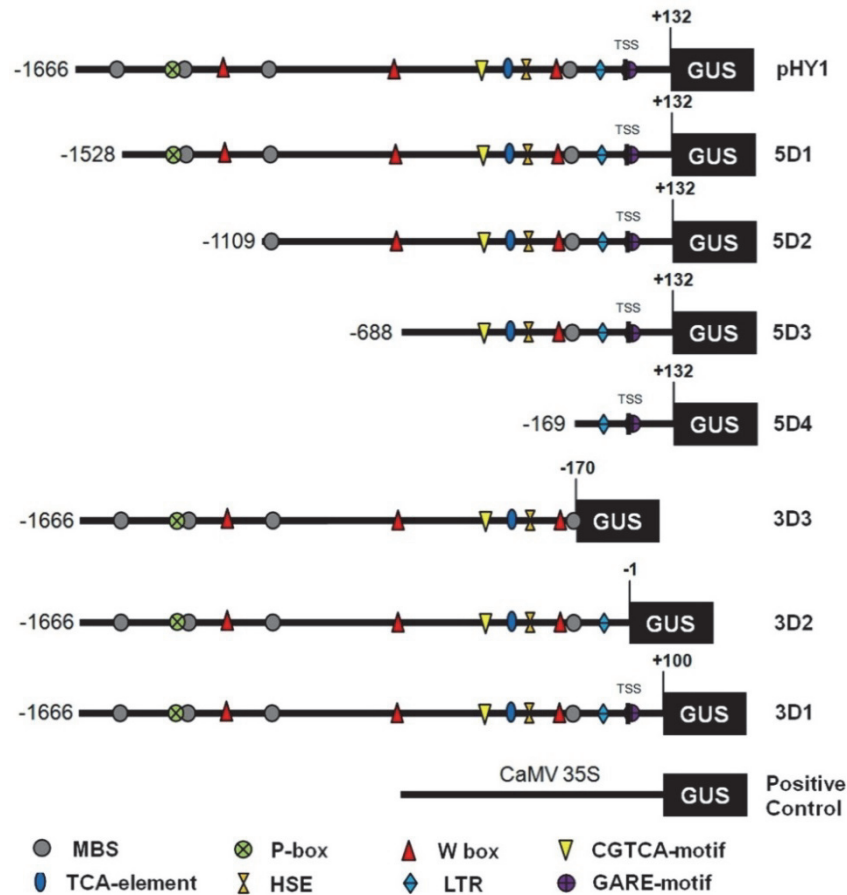 +132
TSS
-1666 GUS pHY1
+132
TSS
-1528 GUS 5D1
+132
TSS
-1109 GUS 5D2
+132
TSS
-688 GUS 5D3
+132
TSS
-169 GUS 5D4
-170
-1666 GUS 3D3
-1
-1666 GUS 3D2
+100
TSS
-1666 GUS 3D1
CaMV 35S GUS Positive
Control
MBS P-box W box CGTCA-motif
TCA-element HSE LTR GARE-motif